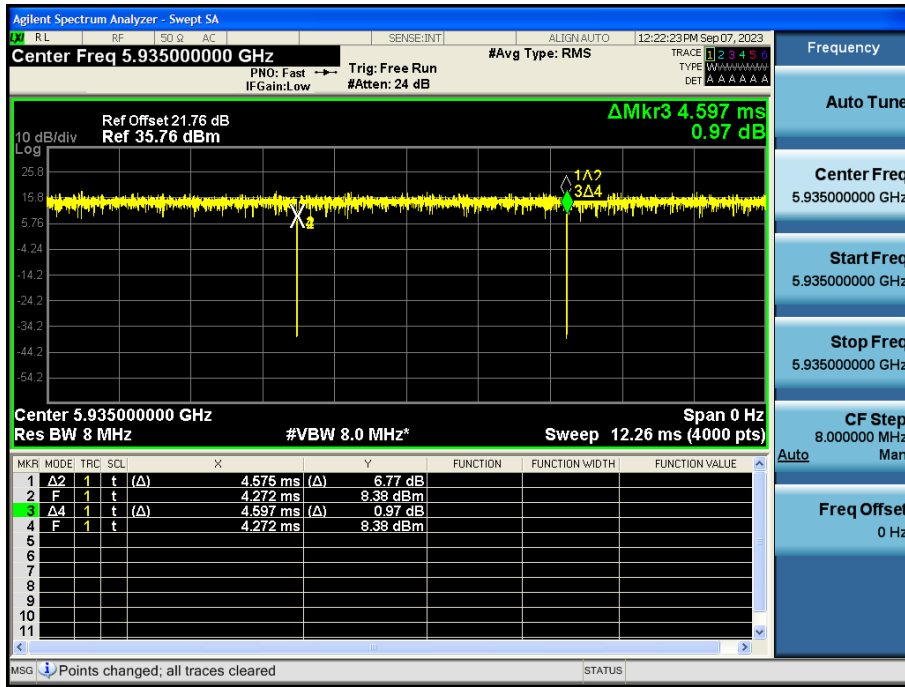 Agilent Spectrum Analyzer - Swept SA
LXI RL RF 50 Ω AC SENSE:INT ALIGN AUTO 12:22:23 PM Sep 07, 2023
Center Freq 5.935000000 GHz
#Avg Type: RMS
TRACE 1 2 3 4 5 6
PNO: Fast Trig: Free Run
TYPE WWWWWW
IFGain:Low #Atten: 24 dB
DET A A A A A A
ΔMkr3 4.597 ms
0.97 dB
Ref Offset 21.76 dB
10 dB/div Ref 35.76 dBm
Log
25.8
15.8
5.76
-4.24
-14.2
-24.2
-34.2
-44.2
-54.2
1Δ2
3Δ4
Center 5.935000000 GHz Span 0 Hz
Res BW 8 MHz #VBW 8.0 MHz* Sweep 12.26 ms (4000 pts)
MKR MODE TRC SCL X Y FUNCTION FUNCTION WIDTH FUNCTION VALUE
1 Δ2 1 t (Δ) 4.575 ms (Δ) 6.77 dB
2 F 1 t 4.272 ms 8.38 dBm
3 Δ4 1 t (Δ) 4.597 ms (Δ) 0.97 dB
4 F 1 t 4.272 ms 8.38 dBm
5
6
7
8
9
10
11
MSG Points changed; all traces cleared STATUS
Frequency
Auto Tune
Center Freq
5.935000000 GHz
Start Freq
5.935000000 GHz
Stop Freq
5.935000000 GHz
CF Step
8.000000 MHz
Auto Man
Freq Offset
0 Hz